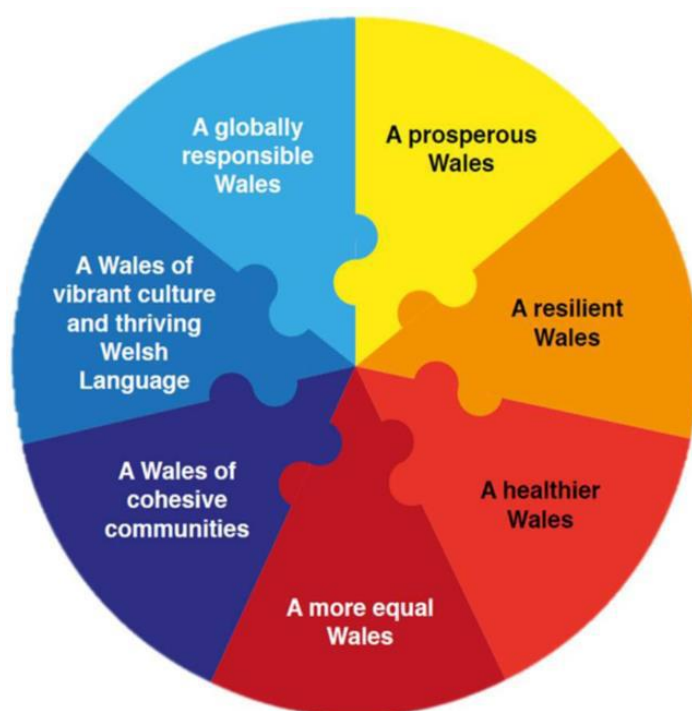 A prosperous
Wales
A resilient
Wales
A healthier
Wales
A more equal
Wales
A Wales of
cohesive
communities
A Wales of
vibrant culture
and thriving
Welsh
Language
A globally
responsible
Wales